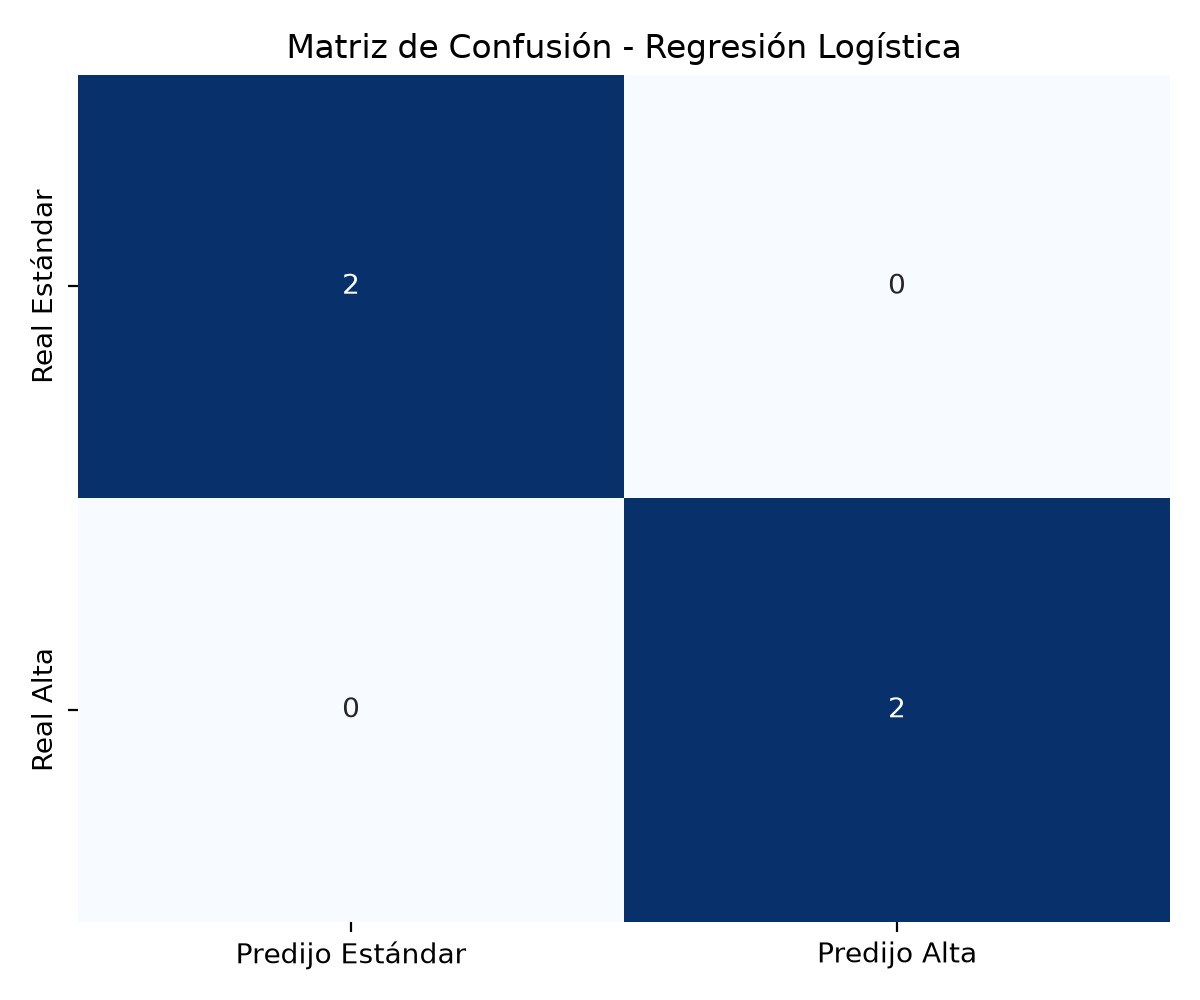 Matriz de Confusión - Regresión Logística
Real Estándar
2
0
Real Alta
0
2
Predijo Estándar
Predijo Alta